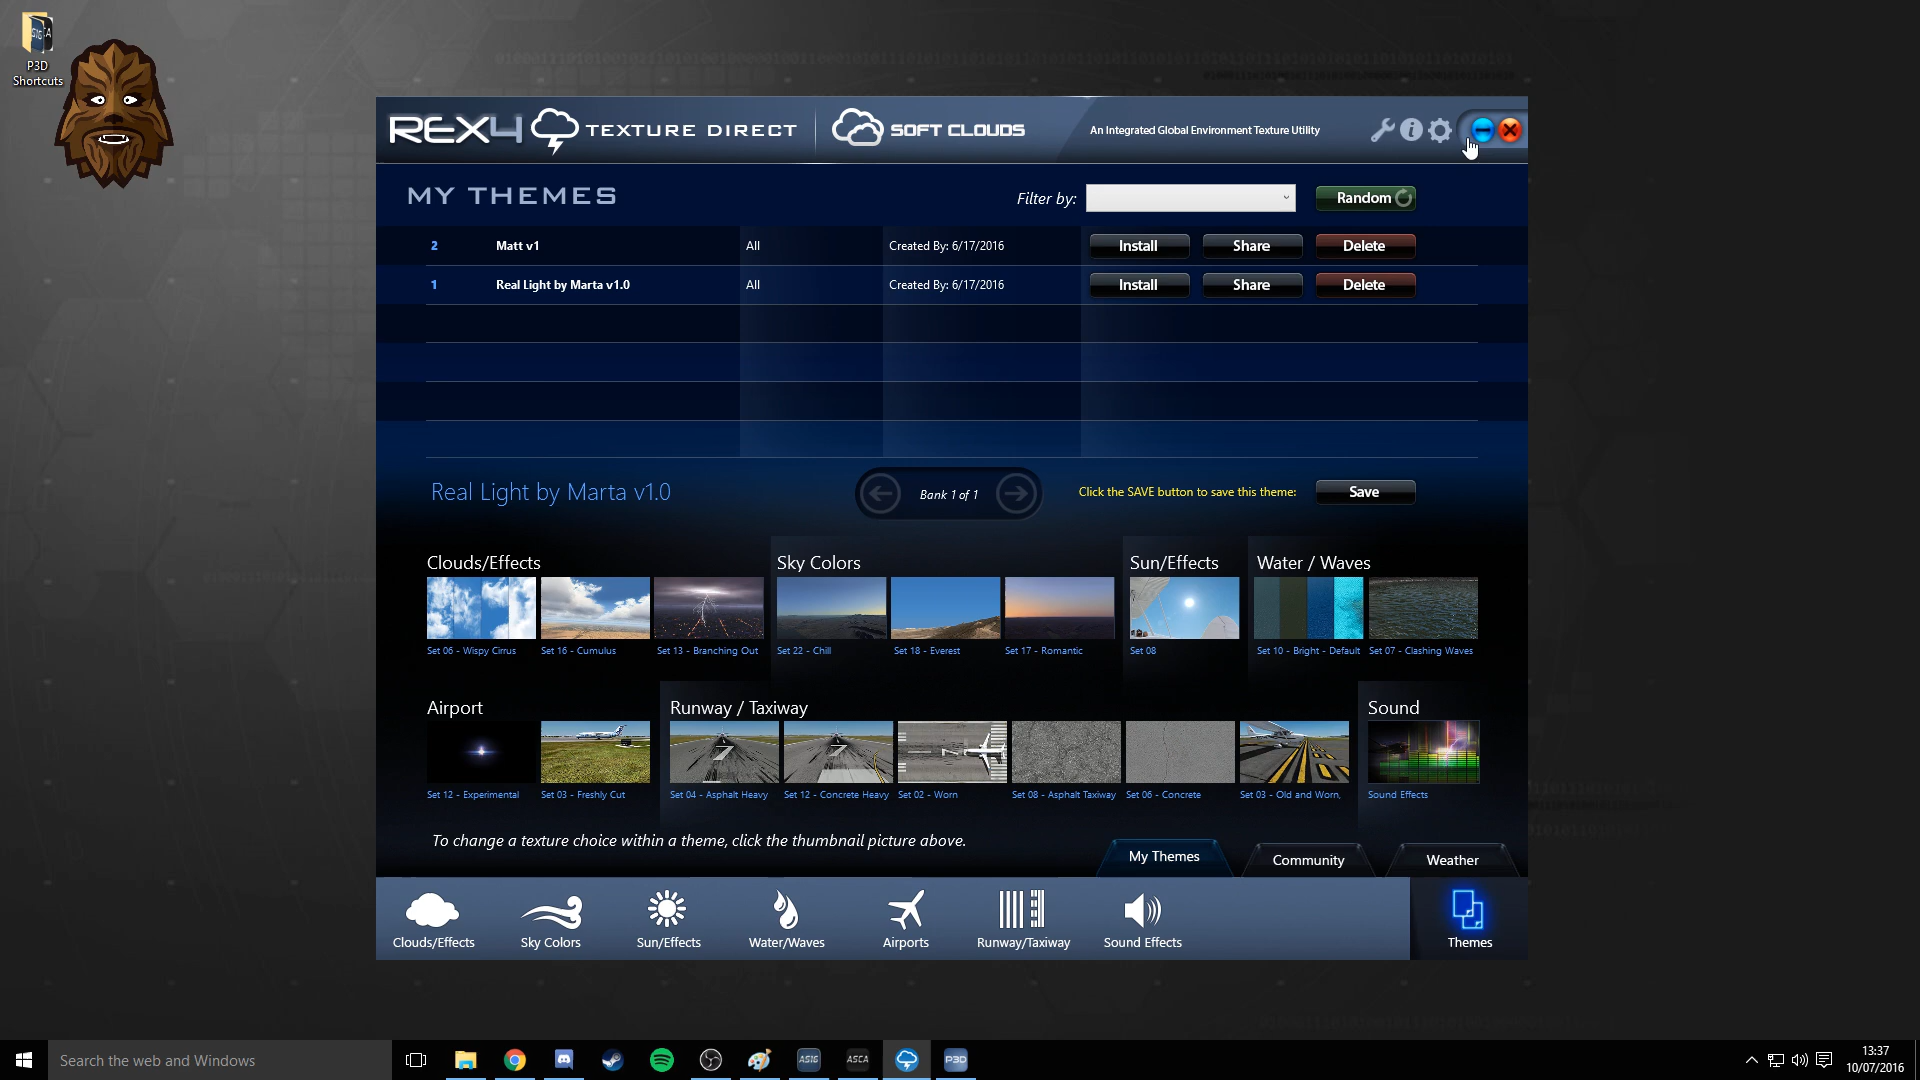 P3D
Shortcuts
REX4 TEXTURE DIRECT
SOFT CLOUDS
An Integrated Global Environment Texture Utility
MY THEMES
Filter by:
Random
2 Matt v1 All Created By: 6/17/2016 Install Share Delete
1 Real Light by Marta v1.0 All Created By: 6/17/2016 Install Share Delete
Real Light by Marta v1.0
Bank 1 of 1
Click the SAVE button to save this theme:
Save
Clouds/Effects Sky Colors Sun/Effects Water / Waves
Set 06 - Wispy Cirrus Set 16 - Cumulus Set 13 - Branching Out Set 22 - Chill Set 18 - Everest Set 17 - Romantic Set 08 Set 10 - Bright - Default Set 07 - Clashing Waves
Airport Runway / Taxiway Sound
Set 12 - Experimental Set 03 - Freshly Cut Set 04 - Asphalt Heavy Set 12 - Concrete Heavy Set 02 - Worn Set 08 - Asphalt Taxiway Set 06 - Concrete Set 03 - Old and Worn, Sound Effects
To change a texture choice within a theme, click the thumbnail picture above.
My Themes Community Weather
Clouds/Effects Sky Colors Sun/Effects Water/Waves Airports Runway/Taxiway Sound Effects Themes
Search the web and Windows
AS16 ASCA P3D
13:37
10/07/2016